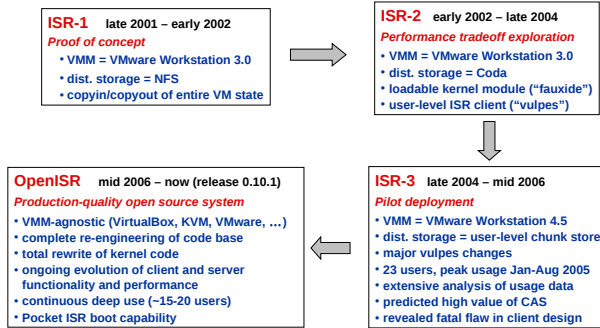 ISR-1 late 2001 – early 2002
Proof of concept
• VMM = VMware Workstation 3.0
• dist. storage = NFS
• copyin/copyout of entire VM state
ISR-2 early 2002 – late 2004
Performance tradeoff exploration
• VMM = VMware Workstation 3.0
• dist. storage = Coda
• loadable kernel module (“fauxide”)
• user-level ISR client (“vulpes”)
ISR-3 late 2004 – mid 2006
Pilot deployment
• VMM = VMware Workstation 4.5
• dist. storage = user-level chunk store
• major vulpes changes
• 23 users, peak usage Jan-Aug 2005
• extensive analysis of usage data
• predicted high value of CAS
• revealed fatal flaw in client design
OpenISR mid 2006 – now (release 0.10.1)
Production-quality open source system
• VMM-agnostic (VirtualBox, KVM, VMware, …)
• complete re-engineering of code base
• total rewrite of kernel code
• ongoing evolution of client and server
functionality and performance
• continuous deep use (~15-20 users)
• Pocket ISR boot capability